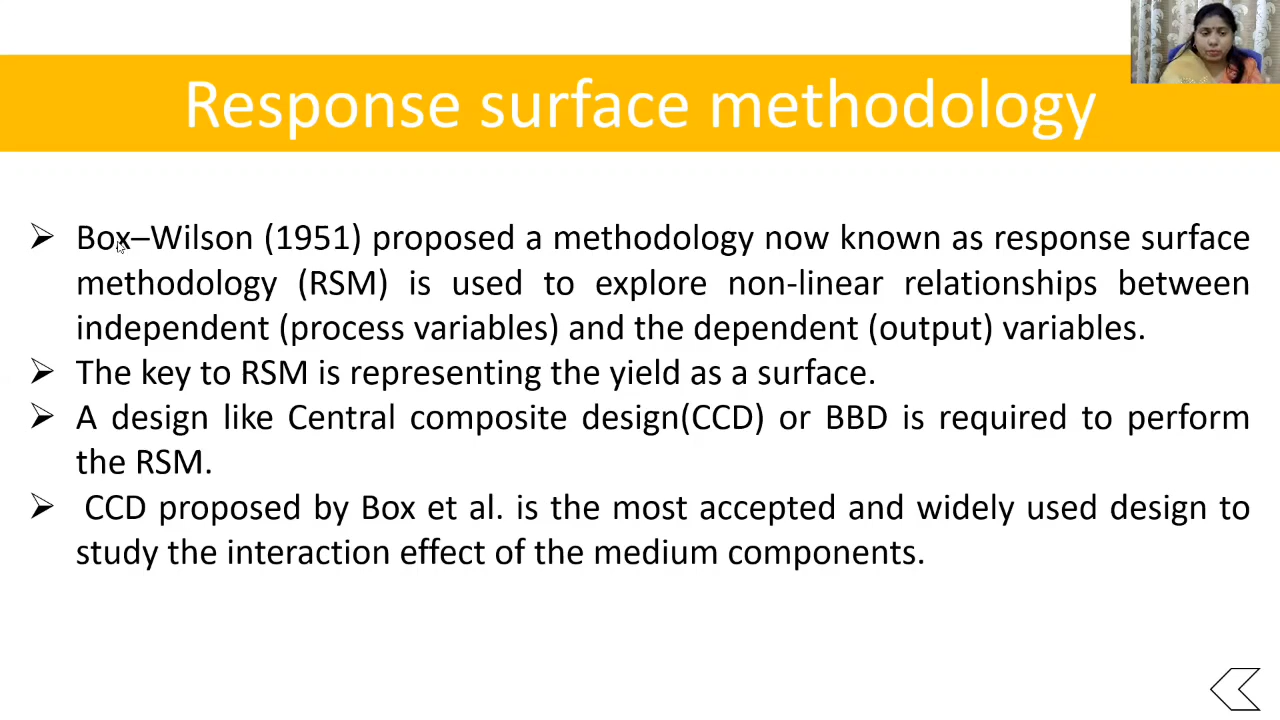 Response surface methodology
➢ Box–Wilson (1951) proposed a methodology now known as response surface
methodology (RSM) is used to explore non-linear relationships between
independent (process variables) and the dependent (output) variables.
➢ The key to RSM is representing the yield as a surface.
➢ A design like Central composite design(CCD) or BBD is required to perform
the RSM.
➢ CCD proposed by Box et al. is the most accepted and widely used design to
study the interaction effect of the medium components.